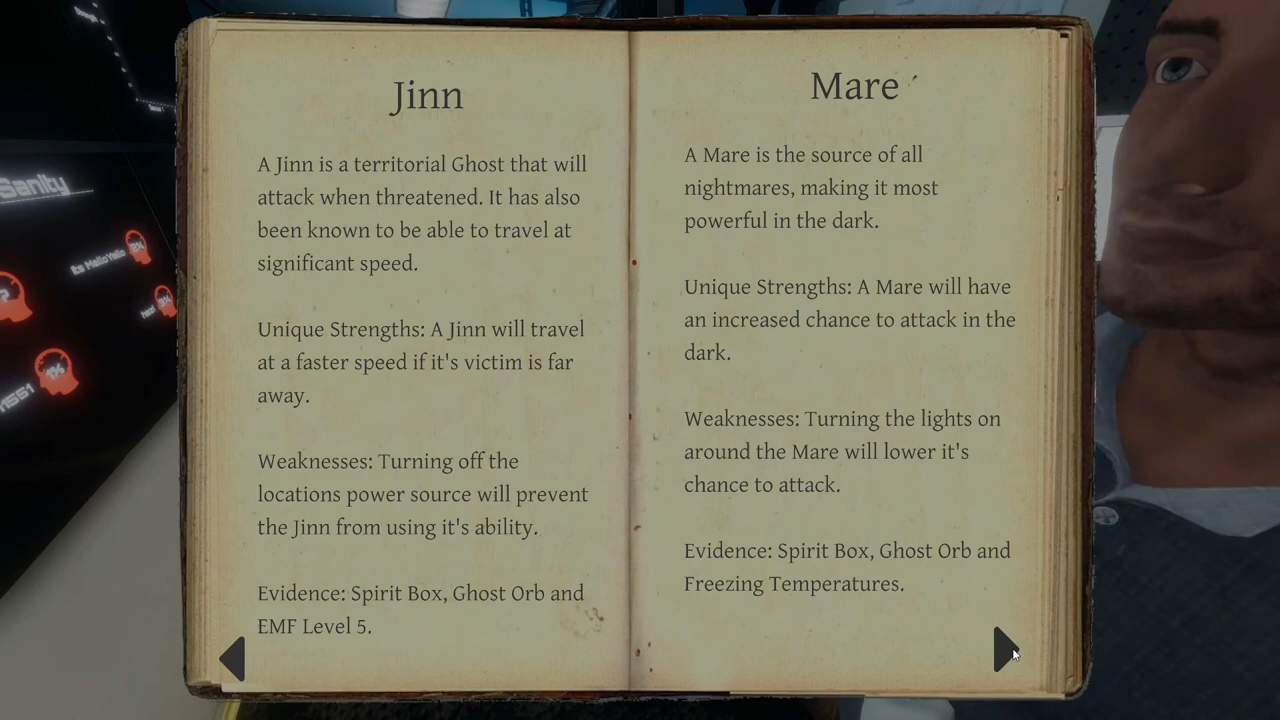 Sanity
Its MelloYello
Jinn
A Jinn is a territorial Ghost that will
attack when threatened. It has also
been known to be able to travel at
significant speed.
Unique Strengths: A Jinn will travel
at a faster speed if it's victim is far
away.
Weaknesses: Turning off the
locations power source will prevent
the Jinn from using it's ability.
Evidence: Spirit Box, Ghost Orb and
EMF Level 5.
Mare
A Mare is the source of all
nightmares, making it most
powerful in the dark.
Unique Strengths: A Mare will have
an increased chance to attack in the
dark.
Weaknesses: Turning the lights on
around the Mare will lower it's
chance to attack.
Evidence: Spirit Box, Ghost Orb and
Freezing Temperatures.